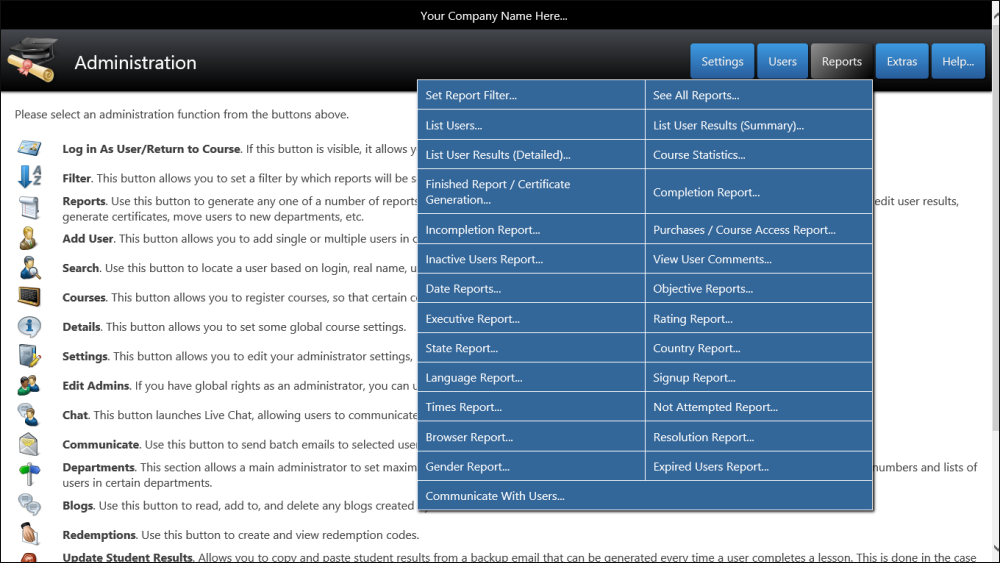 Your Company Name Here...
Administration
Settings Users Reports Extras Help...
Set Report Filter... See All Reports...
List Users... List User Results (Summary)...
List User Results (Detailed)... Course Statistics...
Finished Report / Certificate
Generation... Completion Report...
Incompletion Report... Purchases / Course Access Report...
Inactive Users Report... View User Comments...
Date Reports... Objective Reports...
Executive Report... Rating Report...
State Report... Country Report...
Language Report... Signup Report...
Times Report... Not Attempted Report...
Browser Report... Resolution Report...
Gender Report... Expired Users Report...
Communicate With Users...
Please select an administration function from the buttons above.
Log in As User/Return to Course. If this button is visible, it allows
Filter. This button allows you to set a filter by which reports will be
Reports. Use this button to generate any one of a number of reports edit user results,
generate certificates, move users to new departments, etc.
Add User. This button allows you to add single or multiple users in
Search. Use this button to locate a user based on login, real name,
Courses. This button allows you to register courses, so that certain
Details. This button allows you to set some global course settings.
Settings. This button allows you to edit your administrator settings,
Edit Admins. If you have global rights as an administrator, you can
Chat. This button launches Live Chat, allowing users to communicate
Communicate. Use this button to send batch emails to selected
Departments. This section allows a main administrator to set numbers and lists of
users in certain departments.
Blogs. Use this button to read, add to, and delete any blogs created
Redemptions. Use this button to create and view redemption codes.
Update Student Results. Allows you to copy and paste student results from a backup email that can be generated every time a user completes a lesson. This is done in the case